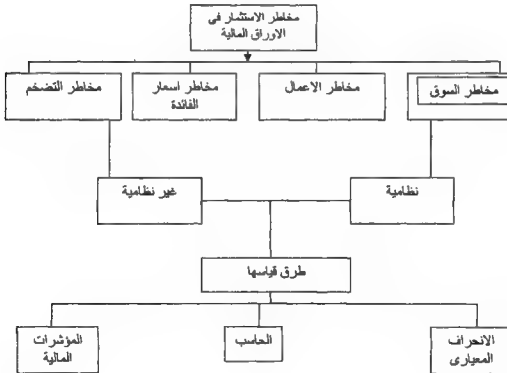 مخاطر الاستثمار فى
الاوراق المالية
مخاطر السوق
مخاطر الاعمال
مخاطر اسعار
الفائدة
مخاطر التضخم
نظامية
غير نظامية
طرق قياسها
الانحراف
المعيارى
الحاسب
المؤشرات
المالية